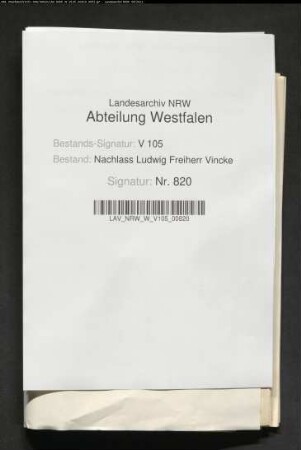 Landesarchiv NRW
Abteilung Westfalen
Bestands-Signatur: V 105
Bestand: Nachlass Ludwig Freiherr Vincke
Signatur: Nr. 820
LAV_NRW_W_V105_00820